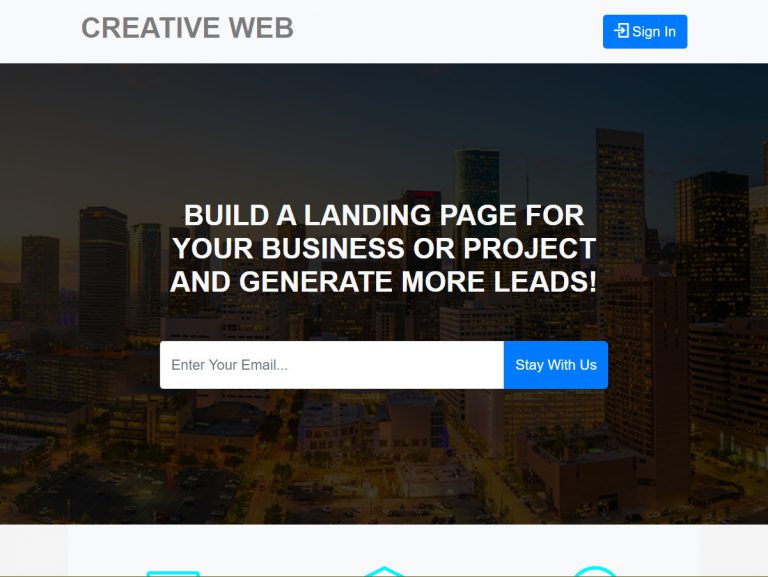 CREATIVE WEB
Sign In
BUILD A LANDING PAGE FOR
YOUR BUSINESS OR PROJECT
AND GENERATE MORE LEADS!
Enter Your Email...
Stay With Us